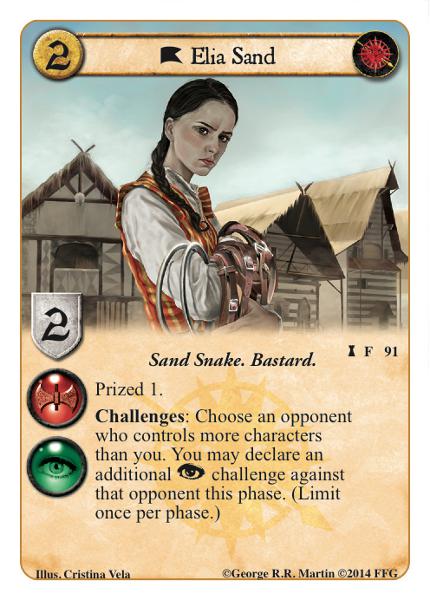 2
Elia Sand
2
Sand Snake. Bastard.
F 91
Prized 1.
Challenges: Choose an opponent
who controls more characters
than you. You may declare an
additional challenge against
that opponent this phase. (Limit
once per phase.)
Illus. Cristina Vela
©George R.R. Martin ©2014 FFG